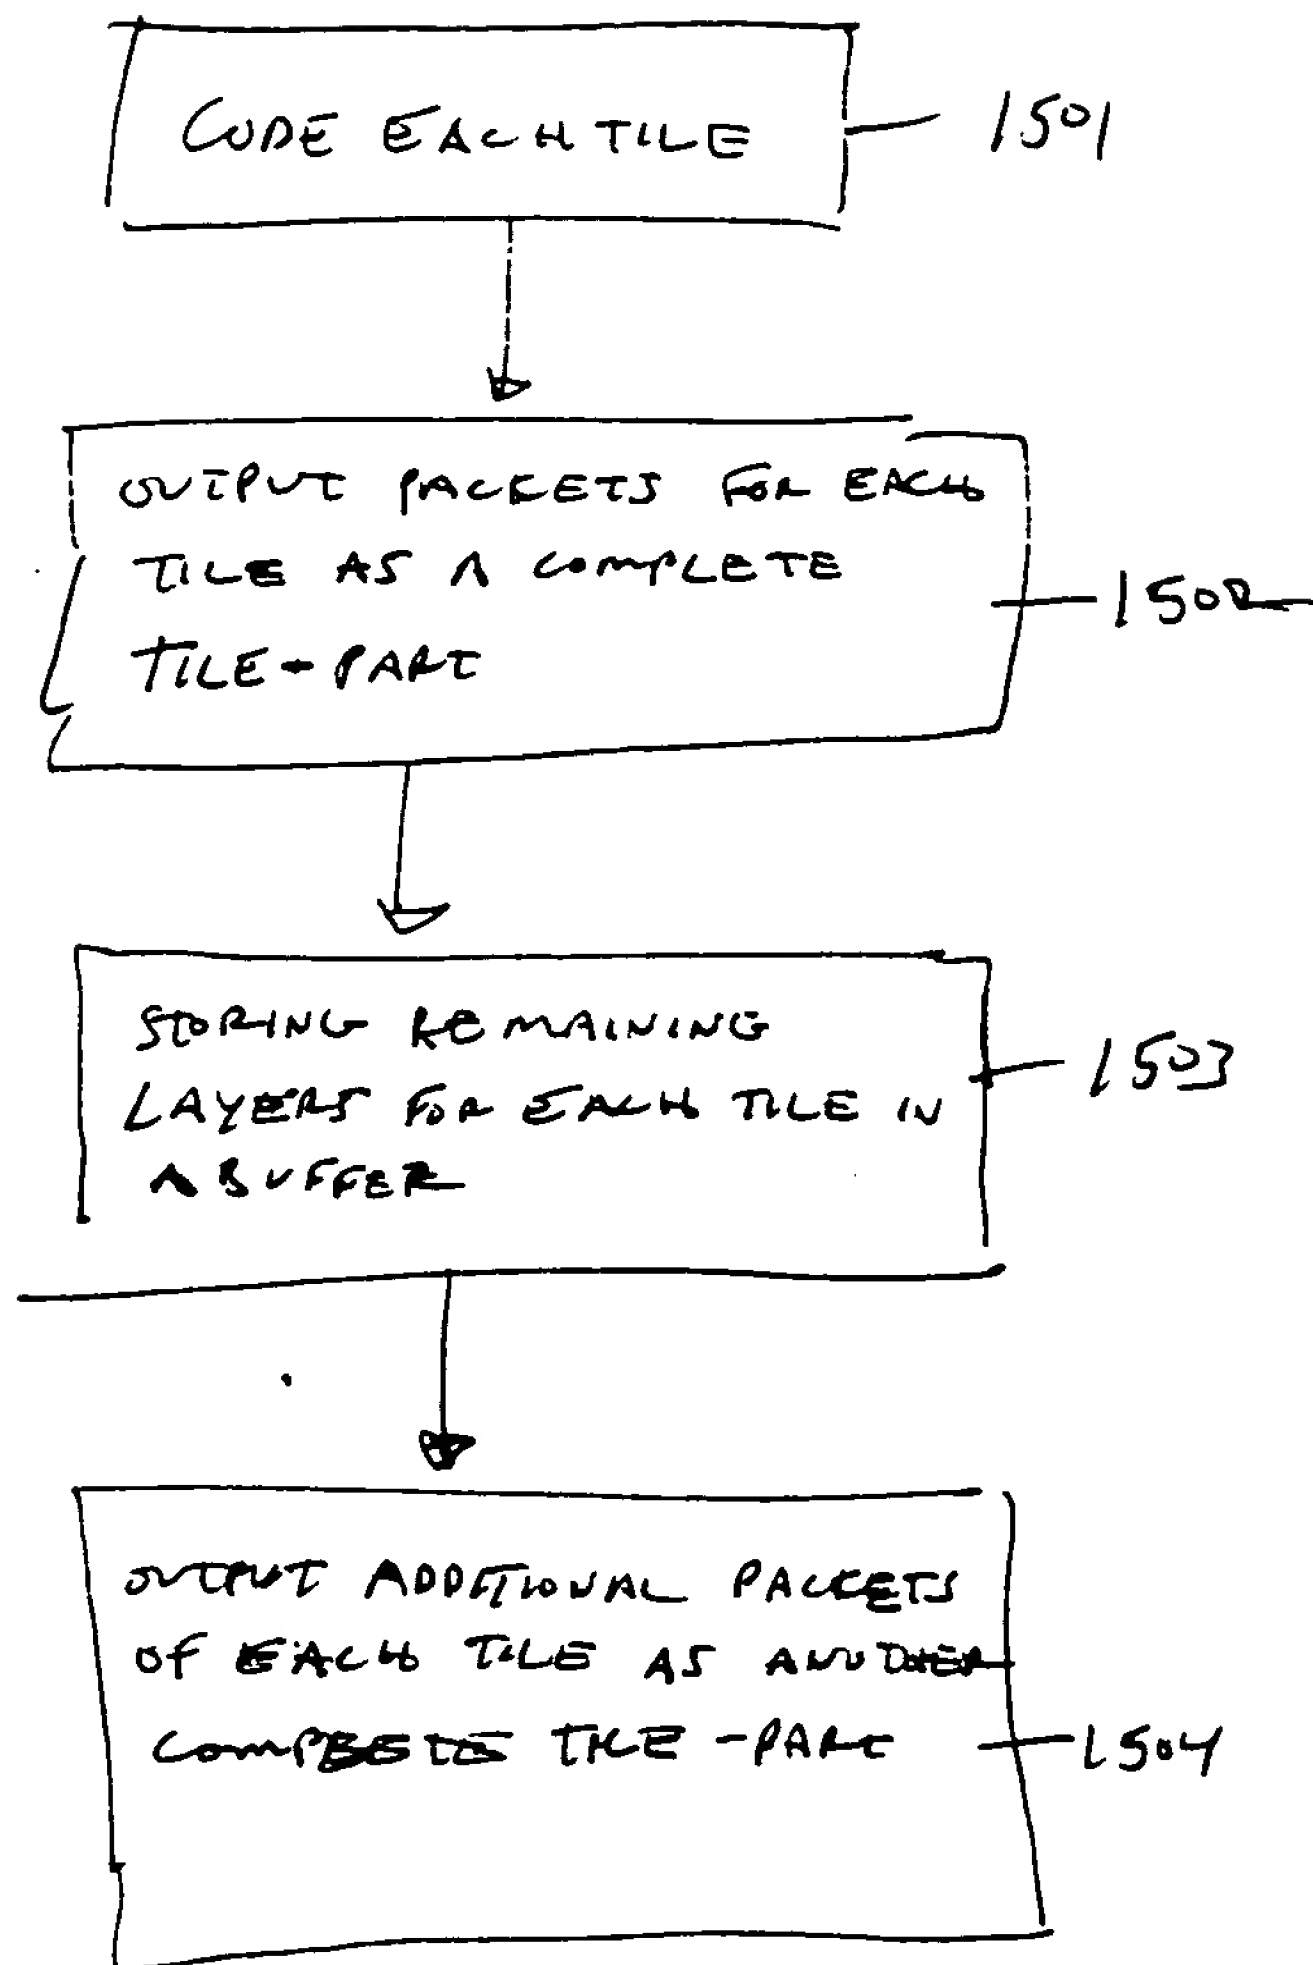 CODE EACH TILE
1501
OUTPUT PACKETS FOR EACH
TILE AS A COMPLETE
TILE-PART
1502
STORING REMAINING
LAYERS FOR EACH TILE IN
A BUFFER
1503
OUTPUT ADDITIONAL PACKETS
OF EACH TILE AS ANOTHER
COMPLETE TILE-PART
1504